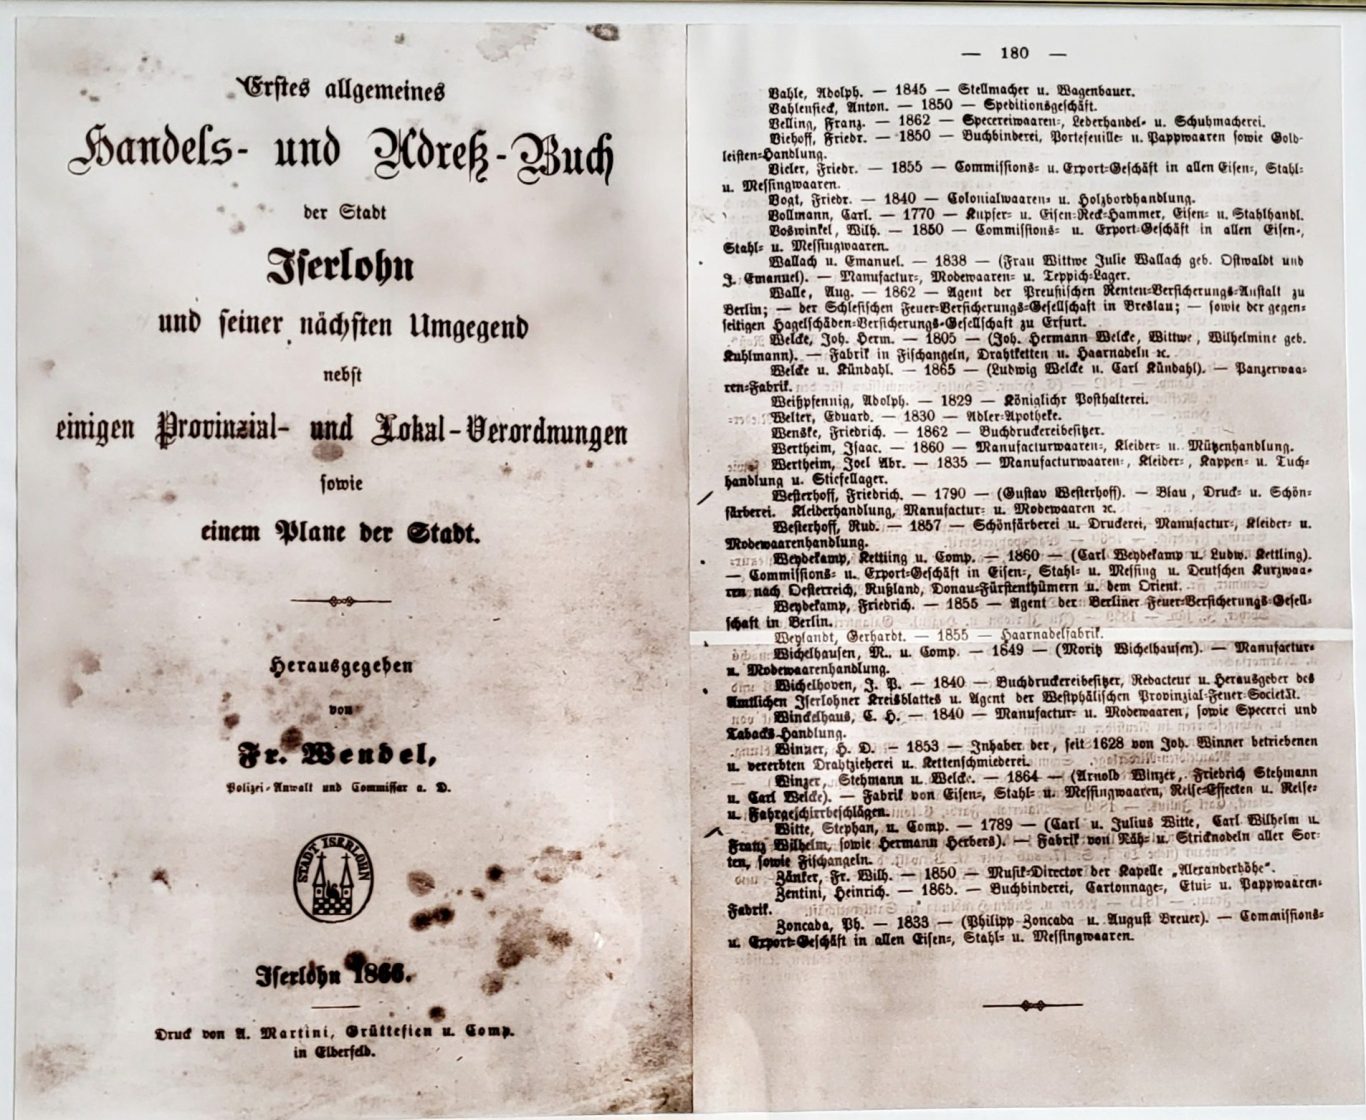 Erstes allgemeines
Handels- und Adreß-Buch
der Stadt
Iserlohn
und seiner nächsten Umgegend
nebst
einigen Provinzial- und Lokal-Verordnungen
sowie
einem Plane der Stadt.
Herausgegeben
von
Fr. Wendel,
Polizei-Anwalt und Commissar a. D.
STADT ISERLOHN
Iserlohn 1866.
Druck von A. Martini, Grüttefien u. Comp.
in Elberfeld.
— 180 —
Vahle, Adolph. — 1845 — Stellmacher u. Wagenbauer.
Vahlensieck, Anton. — 1850 — Speditionsgeschäft.
Velling, Franz. — 1862 — Specereiwaaren-, Lederhandel- u. Schuhmacherei.
Viehoff, Friedr. — 1850 — Buchbinderei, Portefeuille- u. Pappwaaren sowie Gold-
leisten-Handlung.
Vieler, Friedr. — 1855 — Commissions- u. Export-Geschäft in allen Eisen-, Stahl-
u. Messingwaaren.
Vogt, Friedr. — 1840 — Colonialwaaren- u. Holzbordhandlung.
Vollmann, Carl. — 1770 — Kupfer- u. Eisen-Reck-Hammer, Eisen- u. Stahlhandl.
Voswinkel, Wilh. — 1850 — Commissions- u. Export-Geschäft in allen Eisen-,
Stahl- u. Messingwaaren.
Wallach u. Emanuel. — 1838 — (Frau Wittwe Julie Wallach geb. Ostwaldt und
J. Emanuel). — Manufactur-, Modewaaren- u. Teppich-Lager.
Walle, Aug. — 1862 — Agent der Preußischen Renten-Versicherungs-Anstalt zu
Berlin; — der Schlesischen Feuer-Versicherungs-Gesellschaft in Breslau; — sowie der gegen-
seitigen Hagelschäden-Versicherungs-Gesellschaft zu Erfurt.
Welcke, Joh. Herm. — 1805 — (Joh. Hermann Welcke, Wittwe, Wilhelmine geb.
Kuhlmann). — Fabrik in Fischangeln, Drahtketten u. Haarnadeln ꝛc.
Welcke u. Kündahl. — 1865 — (Ludwig Welcke u. Carl Kündahl). — Panzerwaa-
ren-Fabrik.
Weißpfennig, Adolph. — 1829 — Königlichr Posthalterei.
Welter, Eduard. — 1830 — Adler-Apotheke.
Wenske, Friedrich. — 1862 — Buchdruckereibesitzer.
Wertheim, Isaac. — 1860 — Manufacturwaaren-, Kleider- u. Mützenhandlung.
Wertheim, Joel Abr. — 1835 — Manufacturwaaren-, Kleider-, Kappen- u. Tuch-
handlung u. Stiefellager.
Westerhoff, Friedrich. — 1790 — (Gustav Westerhoff). — Blau, Druck- u. Schön-
färberei. Kleiderhandlung, Manufactur- u. Modewaaren ꝛc.
Westerhoff, Rud. — 1857 — Schönfärberei u. Druckerei, Manufactur-, Kleider- u.
Modewaarenhandlung.
Weydekamp, Kettling u. Comp. — 1860 — (Carl Weydekamp u. Ludw. Kettling).
— Commissions- u. Export-Geschäft in Eisen-, Stahl- u. Messing u. Deutschen Kurzwaa-
ren nach Oesterreich, Rußland, Donau-Fürstenthümern u. dem Orient.
Weydekamp, Friedrich. — 1855 — Agent der Berliner Feuer-Versicherungs-Gesell-
schaft in Berlin.
Weylandt, Gerhardt. — 1855 — Haarnadelfabrik.
Wichelhausen, M.. u. Comp. — 1849 — (Moritz Wichelhausen). — Manufactur-
u. Modewaarenhandlung.
Wichelhoven, J. P. — 1840 — Buchdruckereibesitzer, Redacteur u. Herausgeber des
Amtlichen Iserlohner Kreisblattes u. Agent der Westphälischen Provinzial-Feuer-Societät.
Winckelhaus, C. H. — 1840 — Manufactur- u. Modewaaren, sowie Specerei und
Tabacks-Handlung.
Winzer, H. D. — 1853 — Inhaber der, seit 1628 von Joh. Winner betriebenen
u. vererbten Drahtzieherei u. Kettenschmiederei.
Winzer, Stehmann u. Welcke. — 1864 — (Arnold Winzer, Friedrich Stehmann
u. Carl Welcke). — Fabrik von Eisen-, Stahl- u. Messingwaaren, Reise-Effecten u. Reise-
u. Fahrgeschirrbeschlägen.
Witte, Stephan, u. Comp. — 1789 — (Carl u. Julius Witte, Carl Wilhelm u.
Franz Wilhelm, sowie Hermann Herbers). — Fabrik von Näh- u. Stricknadeln aller Sor-
ten, sowie Fischangeln.
Zänker, Fr. Wilh. — 1850 — Musik-Director der Kapelle „Alexanderhöhe".
Zentini, Heinrich. — 1865. — Buchbinderei, Cartonnage-, Etui- u. Pappwaaren-
Fabrik.
Zoncada, Ph. — 1833 — (Philipp Zoncada u. August Breuer). — Commissions-
u. Export-Geschäft in allen Eisen-, Stahl- u. Messingwaaren.